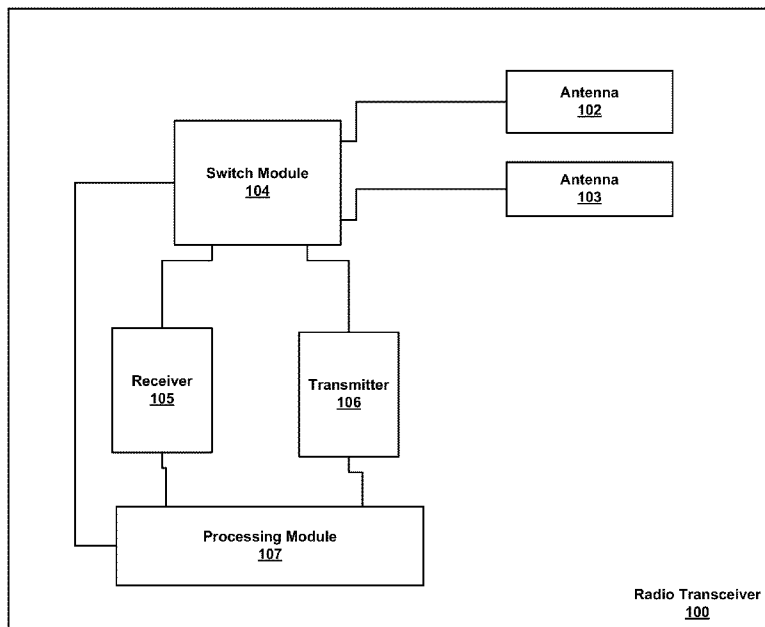 Antenna
102
Switch Module
104
Antenna
103
Receiver
105
Transmitter
106
Processing Module
107
Radio Transceiver
100